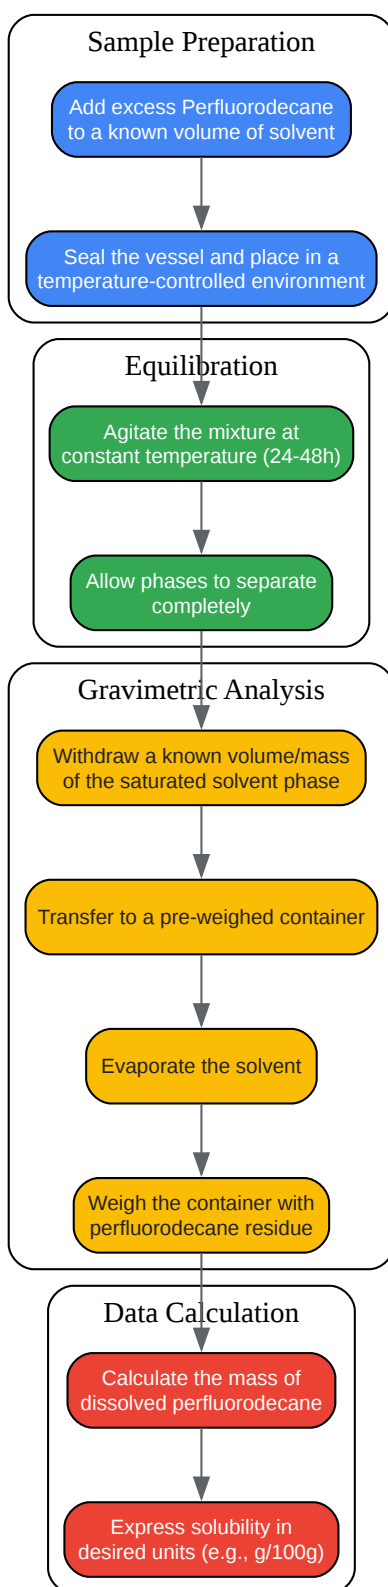 Sample Preparation
Add excess Perfluorodecane
to a known volume of solvent
Seal the vessel and place in a
temperature-controlled environment
Equilibration
Agitate the mixture at
constant temperature (24-48h)
Allow phases to separate
completely
Gravimetric Analysis
Withdraw a known volume/mass
of the saturated solvent phase
Transfer to a pre-weighed container
Evaporate the solvent
Weigh the container with
perfluorodecane residue
Data Calculation
Calculate the mass of
dissolved perfluorodecane
Express solubility in
desired units (e.g., g/100g)